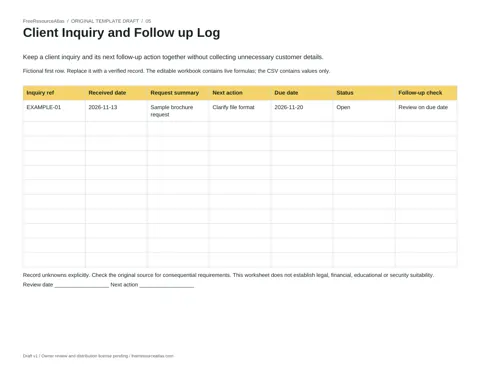 FreeResourceAtlas / ORIGINAL TEMPLATE DRAFT / 05
Client Inquiry and Follow up Log
Keep a client inquiry and its next follow-up action together without collecting unnecessary customer details.
Fictional first row. Replace it with a verified record. The editable workbook contains live formulas; the CSV contains values only.
Inquiry ref Received date Request summary Next action Due date Status Follow-up check
EXAMPLE-01 2026-11-13 Sample brochure request Clarify file format 2026-11-20 Open Review on due date
Record unknowns explicitly. Check the original source for consequential requirements. This worksheet does not establish legal, financial, educational or security suitability.
Review date ____________________ Next action ____________________
Draft v1 / Owner review and distribution license pending / freeresourceatlas.com